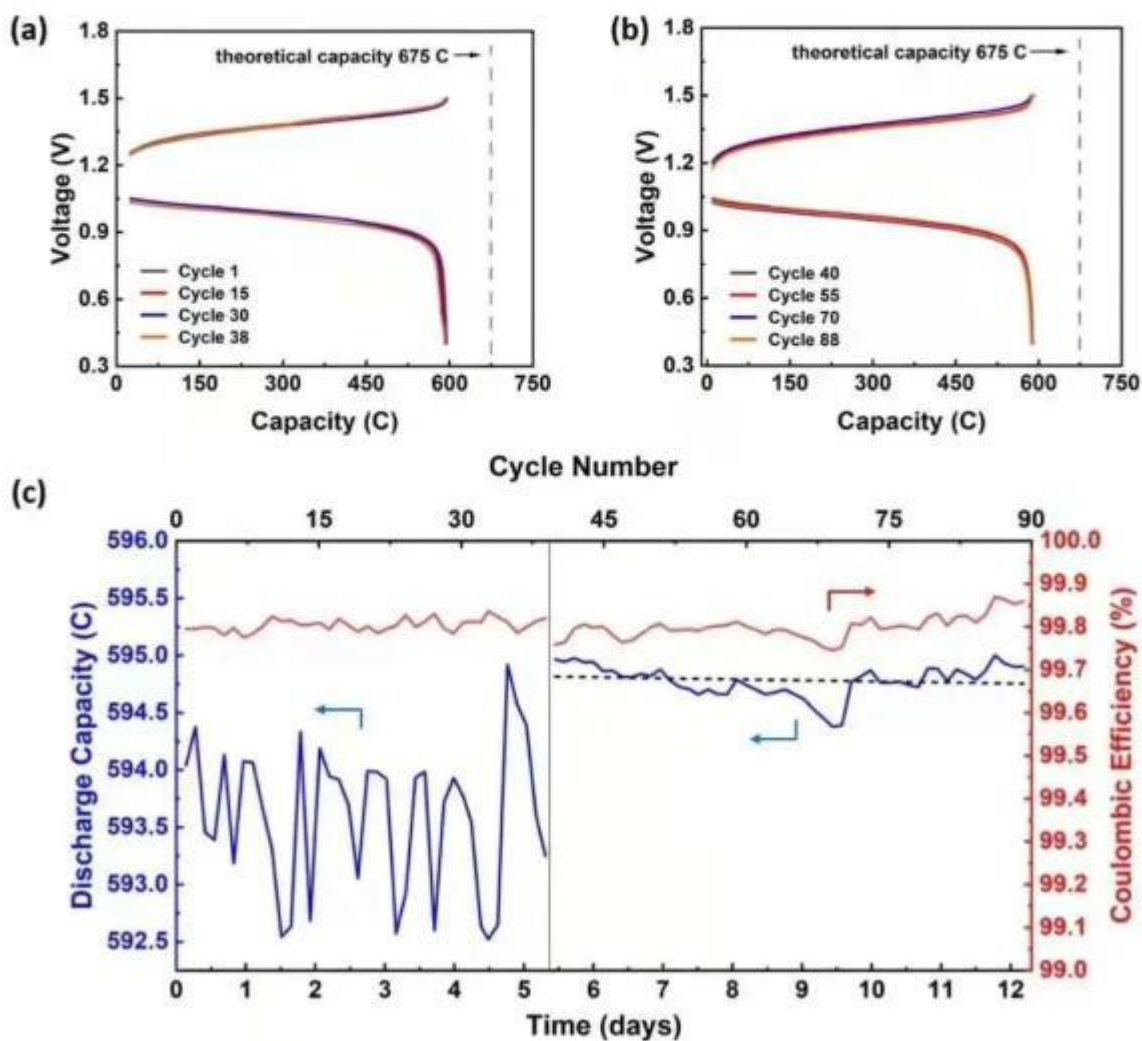 (a)
1.8
1.5
1.2
0.9
0.6
0.3
Voltage (V)
theoretical capacity 675 C
Cycle 1
Cycle 15
Cycle 30
Cycle 38
0 150 300 450 600 750
Capacity (C)
(b)
1.8
1.5
1.2
0.9
0.6
0.3
Voltage (V)
theoretical capacity 675 C
Cycle 40
Cycle 55
Cycle 70
Cycle 88
0 150 300 450 600 750
Capacity (C)
(c)
Cycle Number
0 15 30 45 60 75 90
596.0
595.5
595.0
594.5
594.0
593.5
593.0
592.5
Discharge Capacity (C)
100.0
99.9
99.8
99.7
99.6
99.5
99.4
99.3
99.2
99.1
99.0
Coulombic Efficiency (%)
0 1 2 3 4 5 6 7 8 9 10 11 12
Time (days)